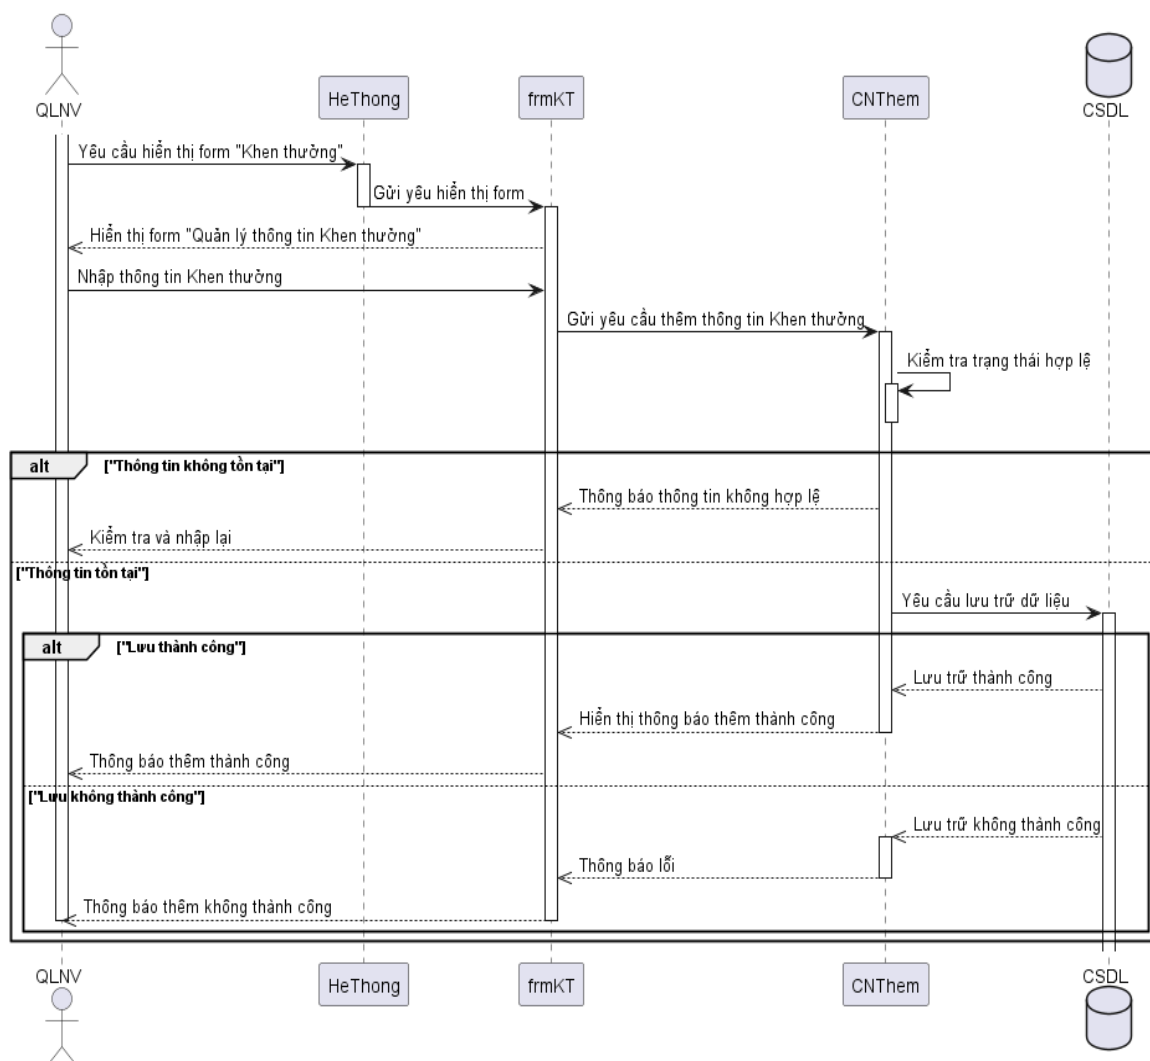 QLNV
HeThong
frmKT
CNThem
CSDL
Yêu cầu hiển thị form "Khen thưởng"
Gửi yêu hiển thị form
Hiển thị form "Quản lý thông tin Khen thưởng"
Nhập thông tin Khen thưởng
Gửi yêu cầu thêm thông tin Khen thưởng
Kiểm tra trạng thái hợp lệ
alt ["Thông tin không tồn tại"]
Thông báo thông tin không hợp lệ
Kiểm tra và nhập lại
["Thông tin tồn tại"]
Yêu cầu lưu trữ dữ liệu
alt ["Lưu thành công"]
Lưu trữ thành công
Hiển thị thông báo thêm thành công
Thông báo thêm thành công
["Lưu không thành công"]
Lưu trữ không thành công
Thông báo lỗi
Thông báo thêm không thành công
QLNV
HeThong
frmKT
CNThem
CSDL